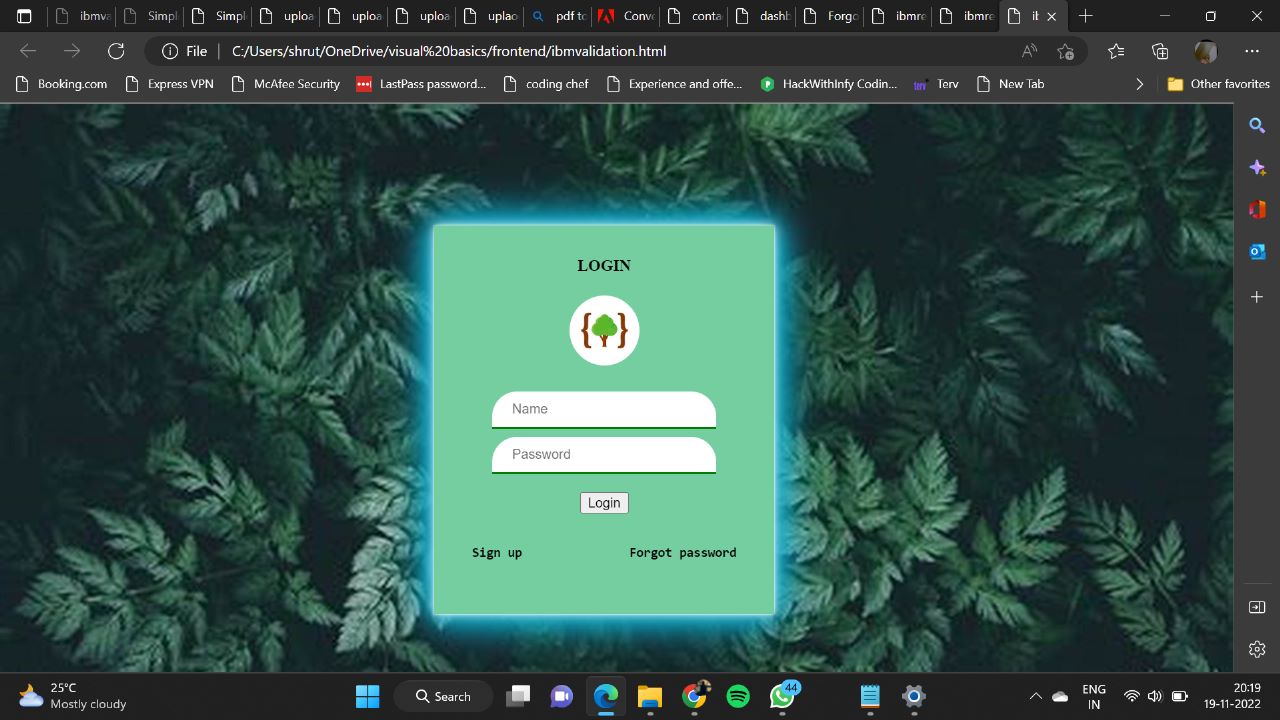 ibmva Simpl Simple uploa uploa uploa uplao pdf to Conve conta dashb Forgo ibmre ibmre
File C:/Users/shrut/OneDrive/visual%20basics/frontend/ibmvalidation.html
Booking.com Express VPN McAfee Security LastPass password... coding chef Experience and offe... HackWithInfy Codin... Terv New Tab Other favorites
LOGIN
Name
Password
Login
Sign up Forgot password
25°C
Mostly cloudy
Search
44
ENG
IN
20:19
19-11-2022